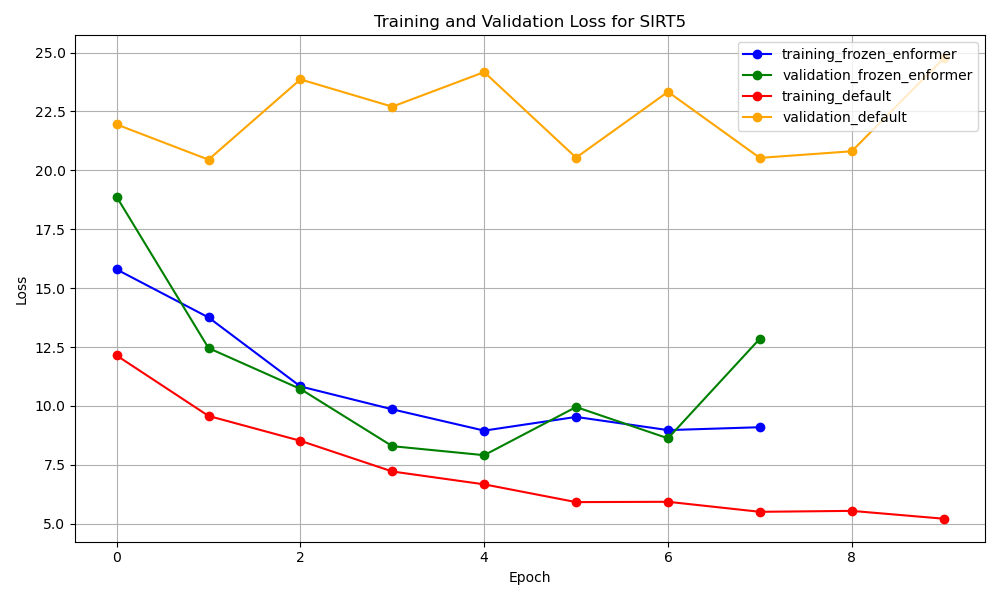 Training and Validation Loss for SIRT5
training_frozen_enformer
validation_frozen_enformer
training_default
validation_default
25.0
22.5
20.0
17.5
15.0
12.5
10.0
7.5
5.0
Loss
0
2
4
6
8
Epoch